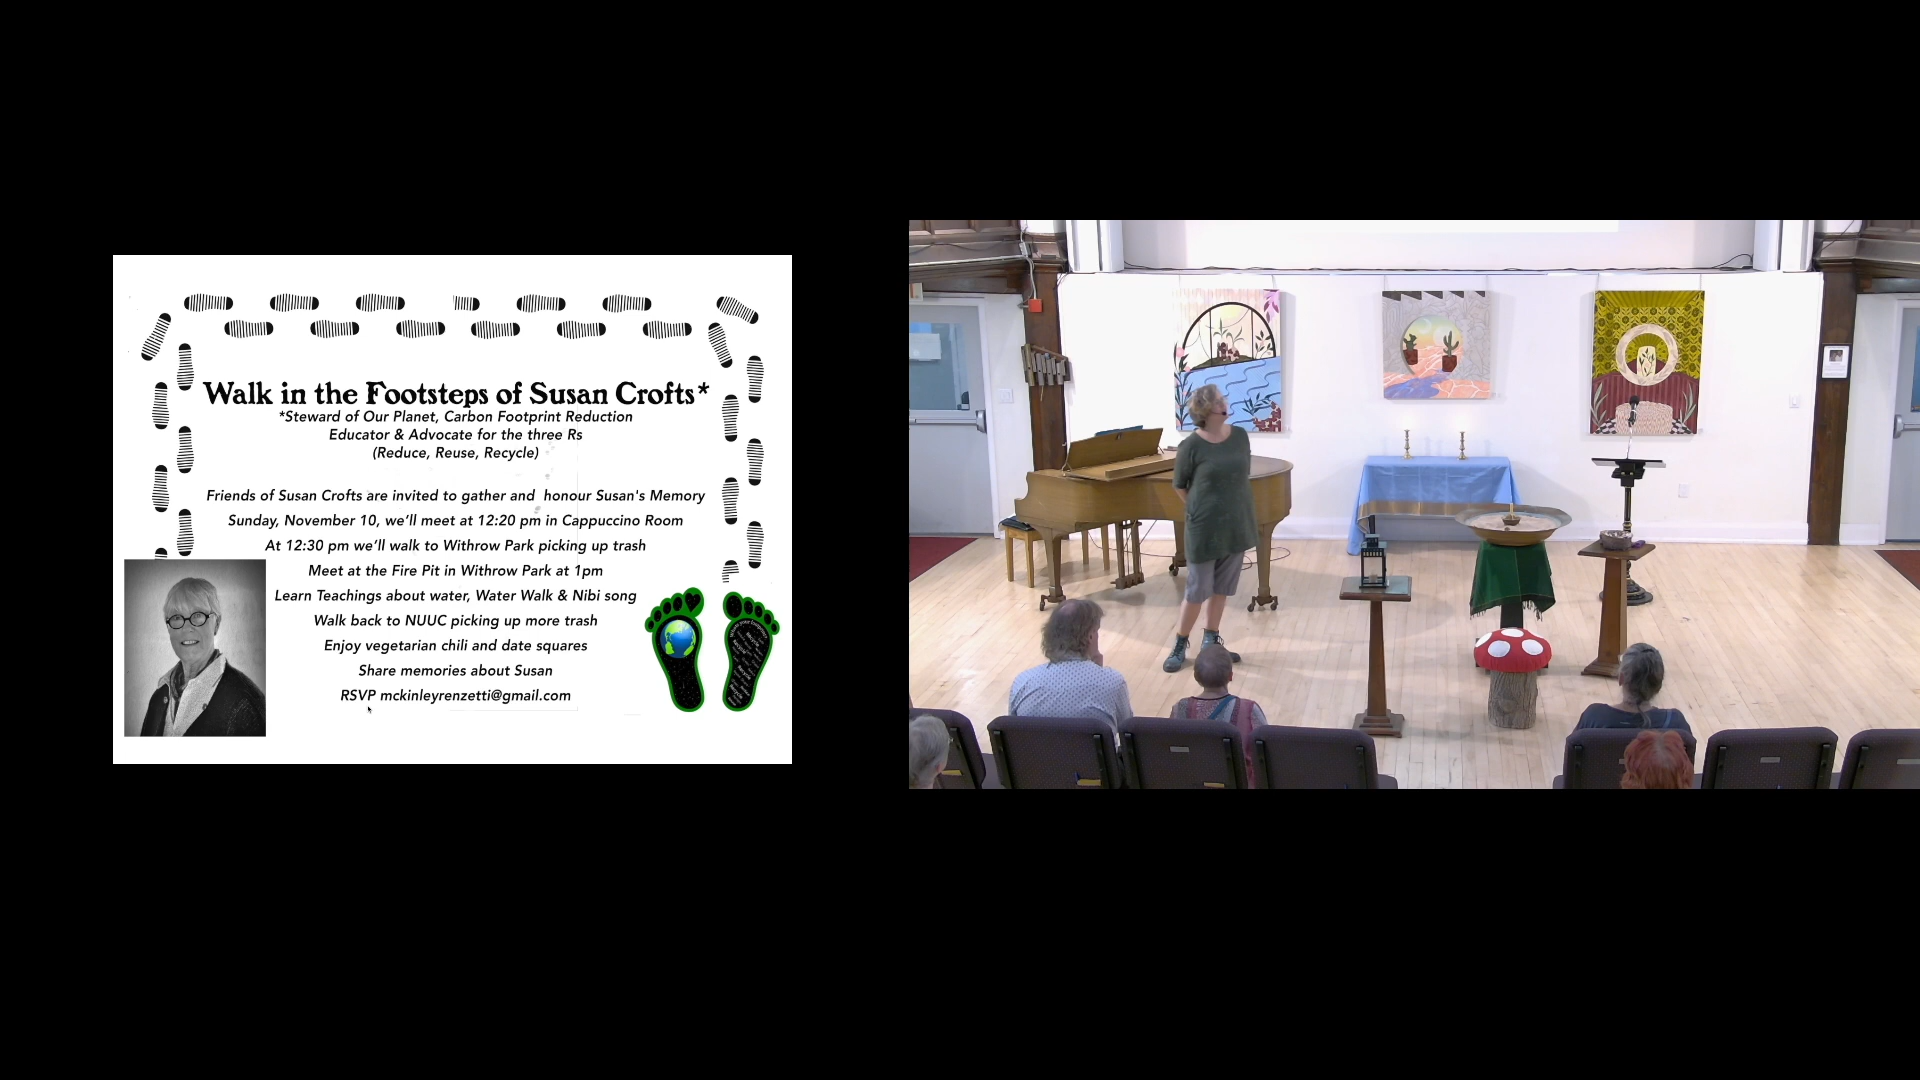 Walk in the Footsteps of Susan Crofts*
*Steward of Our Planet, Carbon Footprint Reduction
Educator & Advocate for the three Rs
(Reduce, Reuse, Recycle)
Friends of Susan Crofts are invited to gather and honour Susan's Memory
Sunday, November 10, we'll meet at 12:20 pm in Cappuccino Room
At 12:30 pm we'll walk to Withrow Park picking up trash
Meet at the Fire Pit in Withrow Park at 1pm
Learn Teachings about water, Water Walk & Nibi song
Walk back to NUUC picking up more trash
Enjoy vegetarian chili and date squares
Share memories about Susan
RSVP mckinleyrenzetti@gmail.com